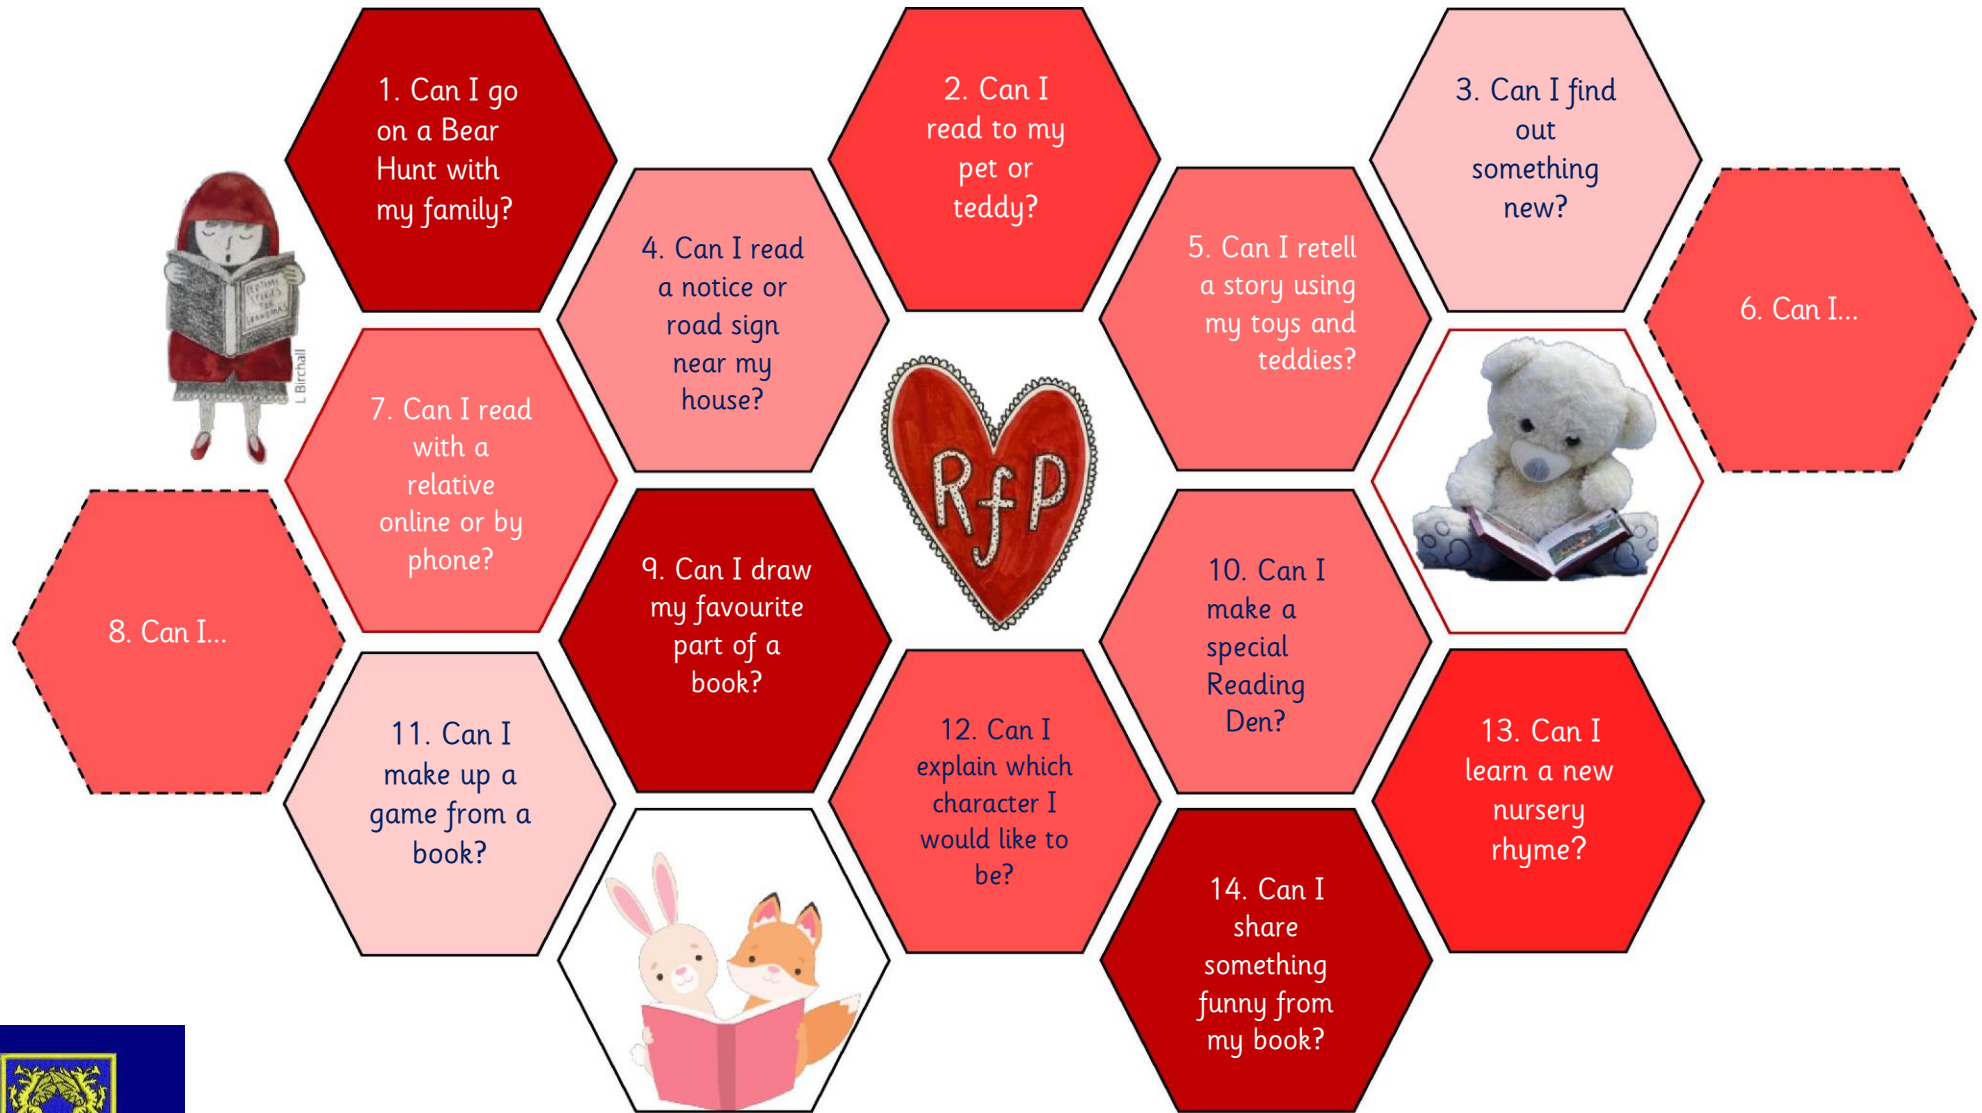 1. Can I go
on a Bear
Hunt with
my family?
2. Can I
read to my
pet or
teddy?
3. Can I find
out
something
new?
4. Can I read
a notice or
road sign
near my
house?
5. Can I retell
a story using
my toys and
teddies?
6. Can I...
L Birchall
7. Can I read
with a
relative
online or by
phone?
RfP
8. Can I...
9. Can I draw
my favourite
part of a
book?
10. Can I
make a
special
Reading
Den?
11. Can I
make up a
game from a
book?
12. Can I
explain which
character I
would like to
be?
13. Can I
learn a new
nursery
rhyme?
14. Can I
share
something
funny from
my book?